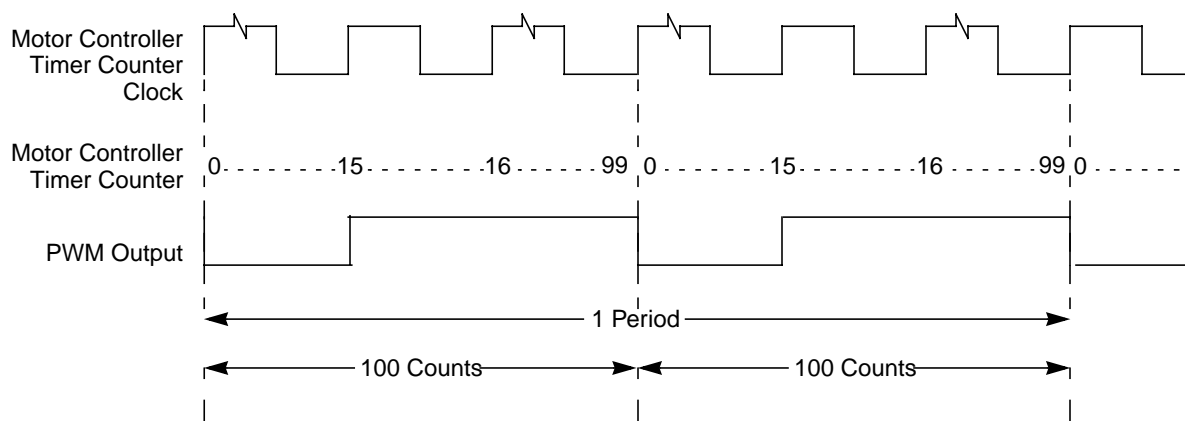 Motor Controller
Timer Counter
Clock
Motor Controller
Timer Counter
0 15 16 99 0 15 16 99 0
PWM Output
1 Period
100 Counts 100 Counts